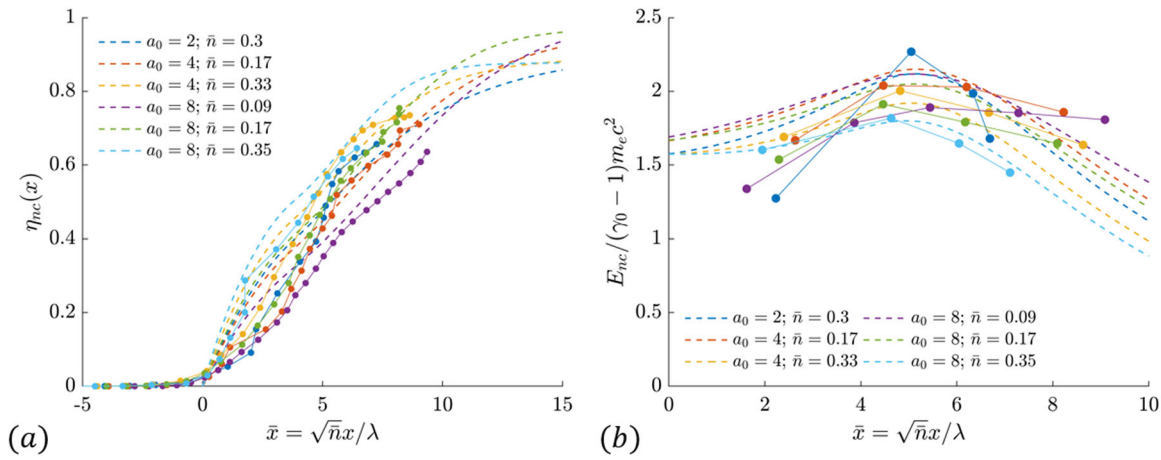 1
0.8
0.6
0.4
0.2
0
η_nc(x)
a₀ = 2; n̄ = 0.3
a₀ = 4; n̄ = 0.17
a₀ = 4; n̄ = 0.33
a₀ = 8; n̄ = 0.09
a₀ = 8; n̄ = 0.17
a₀ = 8; n̄ = 0.35
-5 0 5 10 15
x̄ = √n̄x/λ
(a)
2.5
2
1.5
1
0.5
0
E_nc/(γ₀ − 1)m_ec²
a₀ = 2; n̄ = 0.3 a₀ = 8; n̄ = 0.09
a₀ = 4; n̄ = 0.17 a₀ = 8; n̄ = 0.17
a₀ = 4; n̄ = 0.33 a₀ = 8; n̄ = 0.35
0 2 4 6 8 10
x̄ = √n̄x/λ
(b)